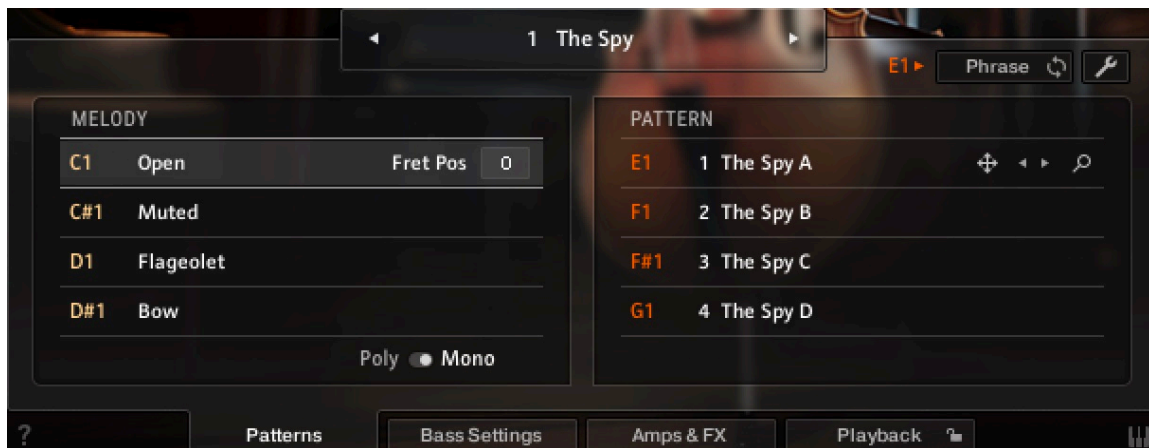 1 The Spy
E1 Phrase
MELODY
C1 Open Fret Pos 0
C#1 Muted
D1 Flageolet
D#1 Bow
Poly Mono
PATTERN
E1 1 The Spy A
F1 2 The Spy B
F#1 3 The Spy C
G1 4 The Spy D
? Patterns Bass Settings Amps & FX Playback